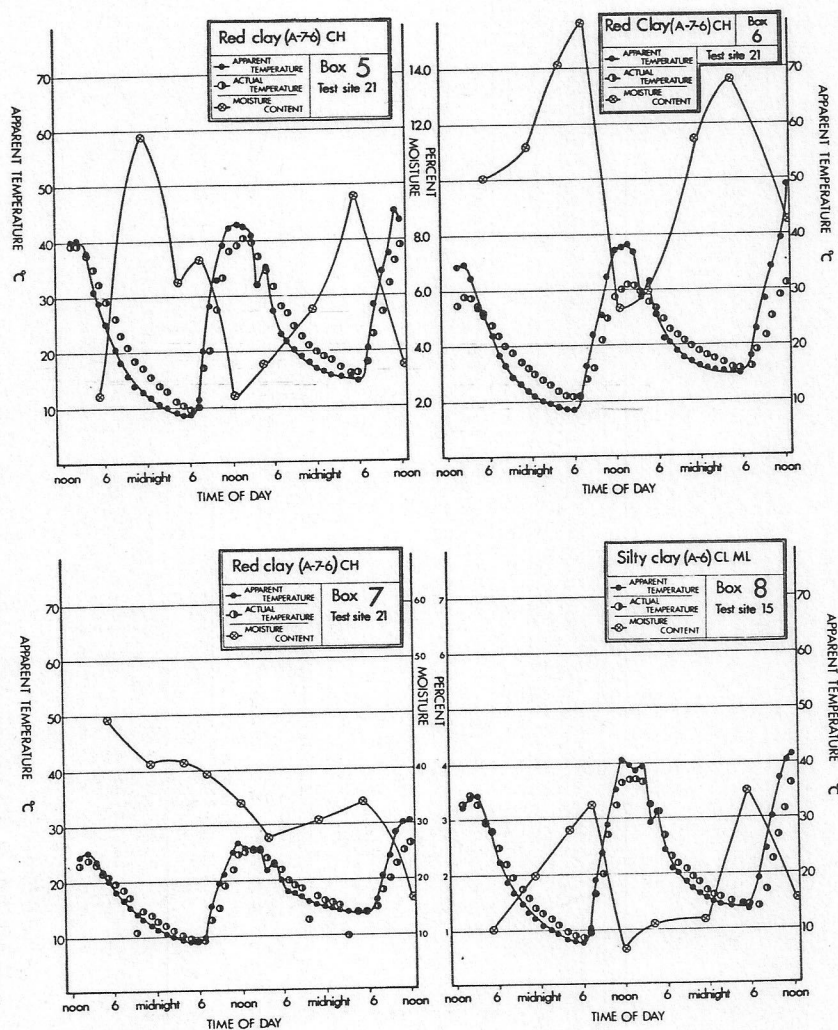 Red clay (A-7-6) CH
APPARENT TEMPERATURE
ACTUAL TEMPERATURE
MOISTURE CONTENT
Box 5
Test site 21
APPARENT TEMPERATURE °C
70
60
50
40
30
20
10
noon 6 midnight 6 noon 6 midnight 6 noon
TIME OF DAY
Red Clay (A-7-6) CH
APPARENT TEMPERATURE
ACTUAL TEMPERATURE
MOISTURE CONTENT
Box 6
Test site 21
PERCENT MOISTURE
14.0
12.0
8.0
6.0
4.0
2.0
70
60
50
40
30
20
10
APPARENT TEMPERATURE °C
noon 6 midnight 6 noon 6 midnight 6 noon
TIME OF DAY
Red clay (A-7-6) CH
APPARENT TEMPERATURE
ACTUAL TEMPERATURE
MOISTURE CONTENT
Box 7
Test site 21
APPARENT TEMPERATURE °C
70
60
50
40
30
20
10
60
50
40
30
20
10
PERCENT MOISTURE
noon 6 midnight 6 noon 6 midnight 6 noon
TIME OF DAY
Silty clay (A-6) CL ML
APPARENT TEMPERATURE
ACTUAL TEMPERATURE
MOISTURE CONTENT
Box 8
Test site 15
7
6
4
3
2
1
70
60
50
40
30
20
10
APPARENT TEMPERATURE °C
noon 6 midnight 6 noon 6 midnight 6 noon
TIME OF DAY